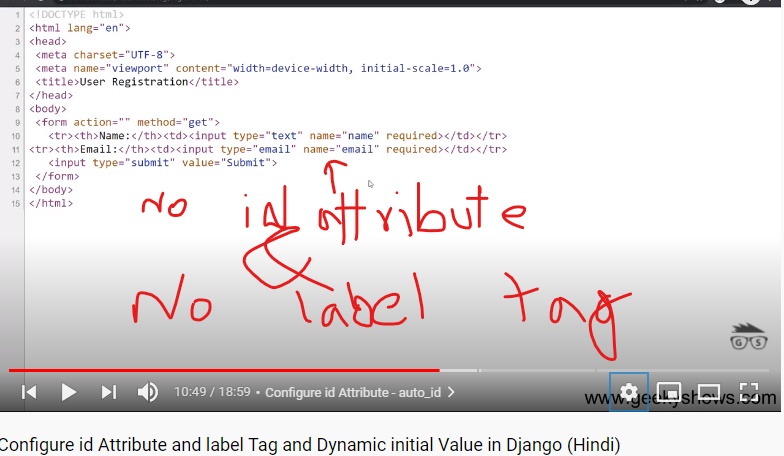 1 <!DOCTYPE html>
2 <html lang="en">
3 <head>
4 <meta charset="UTF-8">
5 <meta name="viewport" content="width=device-width, initial-scale=1.0">
6 <title>User Registration</title>
7 </head>
8 <body>
9 <form action="" method="get">
10 <tr><th>Name:</th><td><input type="text" name="name" required></td></tr>
11 <tr><th>Email:</th><td><input type="email" name="email" required></td></tr>
12 <input type="submit" value="Submit">
13 </form>
14 </body>
15 </html>
No id attribute
No label tag
GS
10:49 / 18:59 • Configure id Attribute - auto_id >
www.geekyshows.com
Configure id Attribute and label Tag and Dynamic initial Value in Django (Hindi)